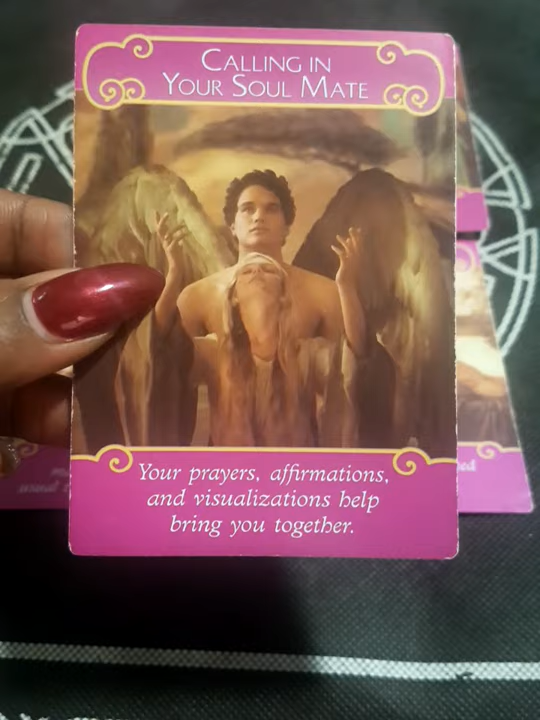 CALLING IN
YOUR SOUL MATE
Your prayers, affirmations,
and visualizations help
bring you together.